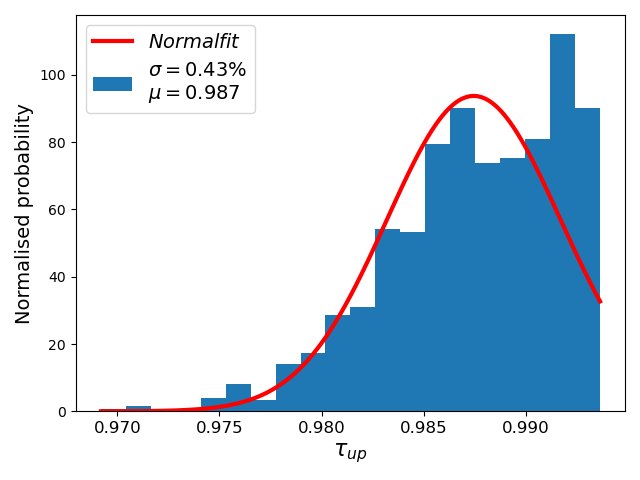 Normalfit
σ = 0.43%
μ = 0.987
100
80
60
40
20
0
Normalised probability
0.970 0.975 0.980 0.985 0.990
τ_up